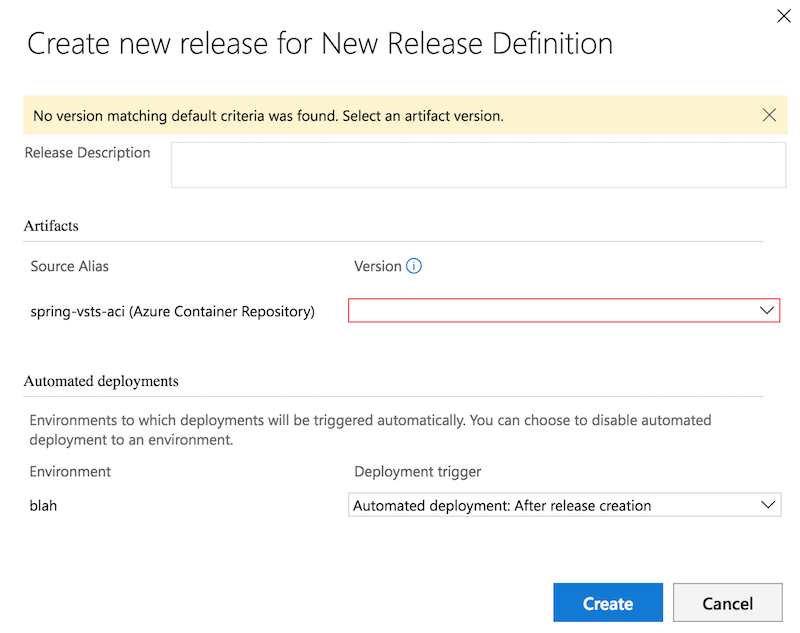 Create new release for New Release Definition
No version matching default criteria was found. Select an artifact version.
Release Description
Artifacts
Source Alias
Version
spring-vsts-aci (Azure Container Repository)
Automated deployments
Environments to which deployments will be triggered automatically. You can choose to disable automated
deployment to an environment.
Environment
Deployment trigger
blah
Automated deployment: After release creation
Create
Cancel